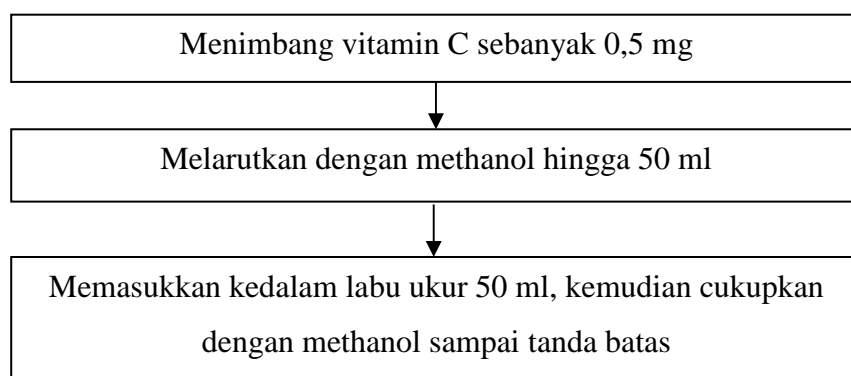 Menimbang vitamin C sebanyak 0,5 mg
Melarutkan dengan methanol hingga 50 ml
Memasukkan kedalam labu ukur 50 ml, kemudian cukupkan
dengan methanol sampai tanda batas